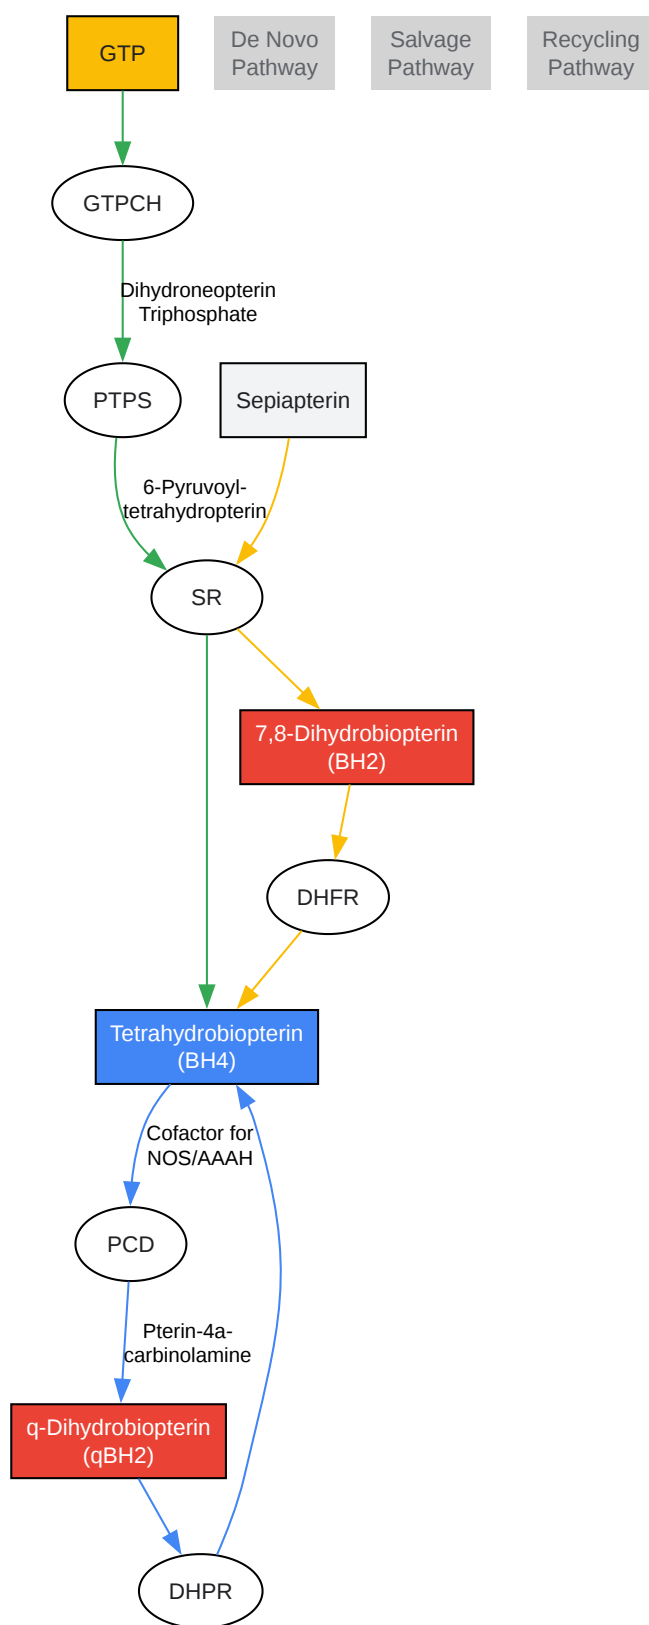 GTP
De Novo
Pathway
Salvage
Pathway
Recycling
Pathway
GTPCH
Dihydroneopterin
Triphosphate
PTPS
Sepiapterin
6-Pyruvoyl-
tetrahydropterin
SR
7,8-Dihydrobiopterin
(BH2)
DHFR
Tetrahydrobiopterin
(BH4)
Cofactor for
NOS/AAAH
PCD
Pterin-4a-
carbinolamine
q-Dihydrobiopterin
(qBH2)
DHPR